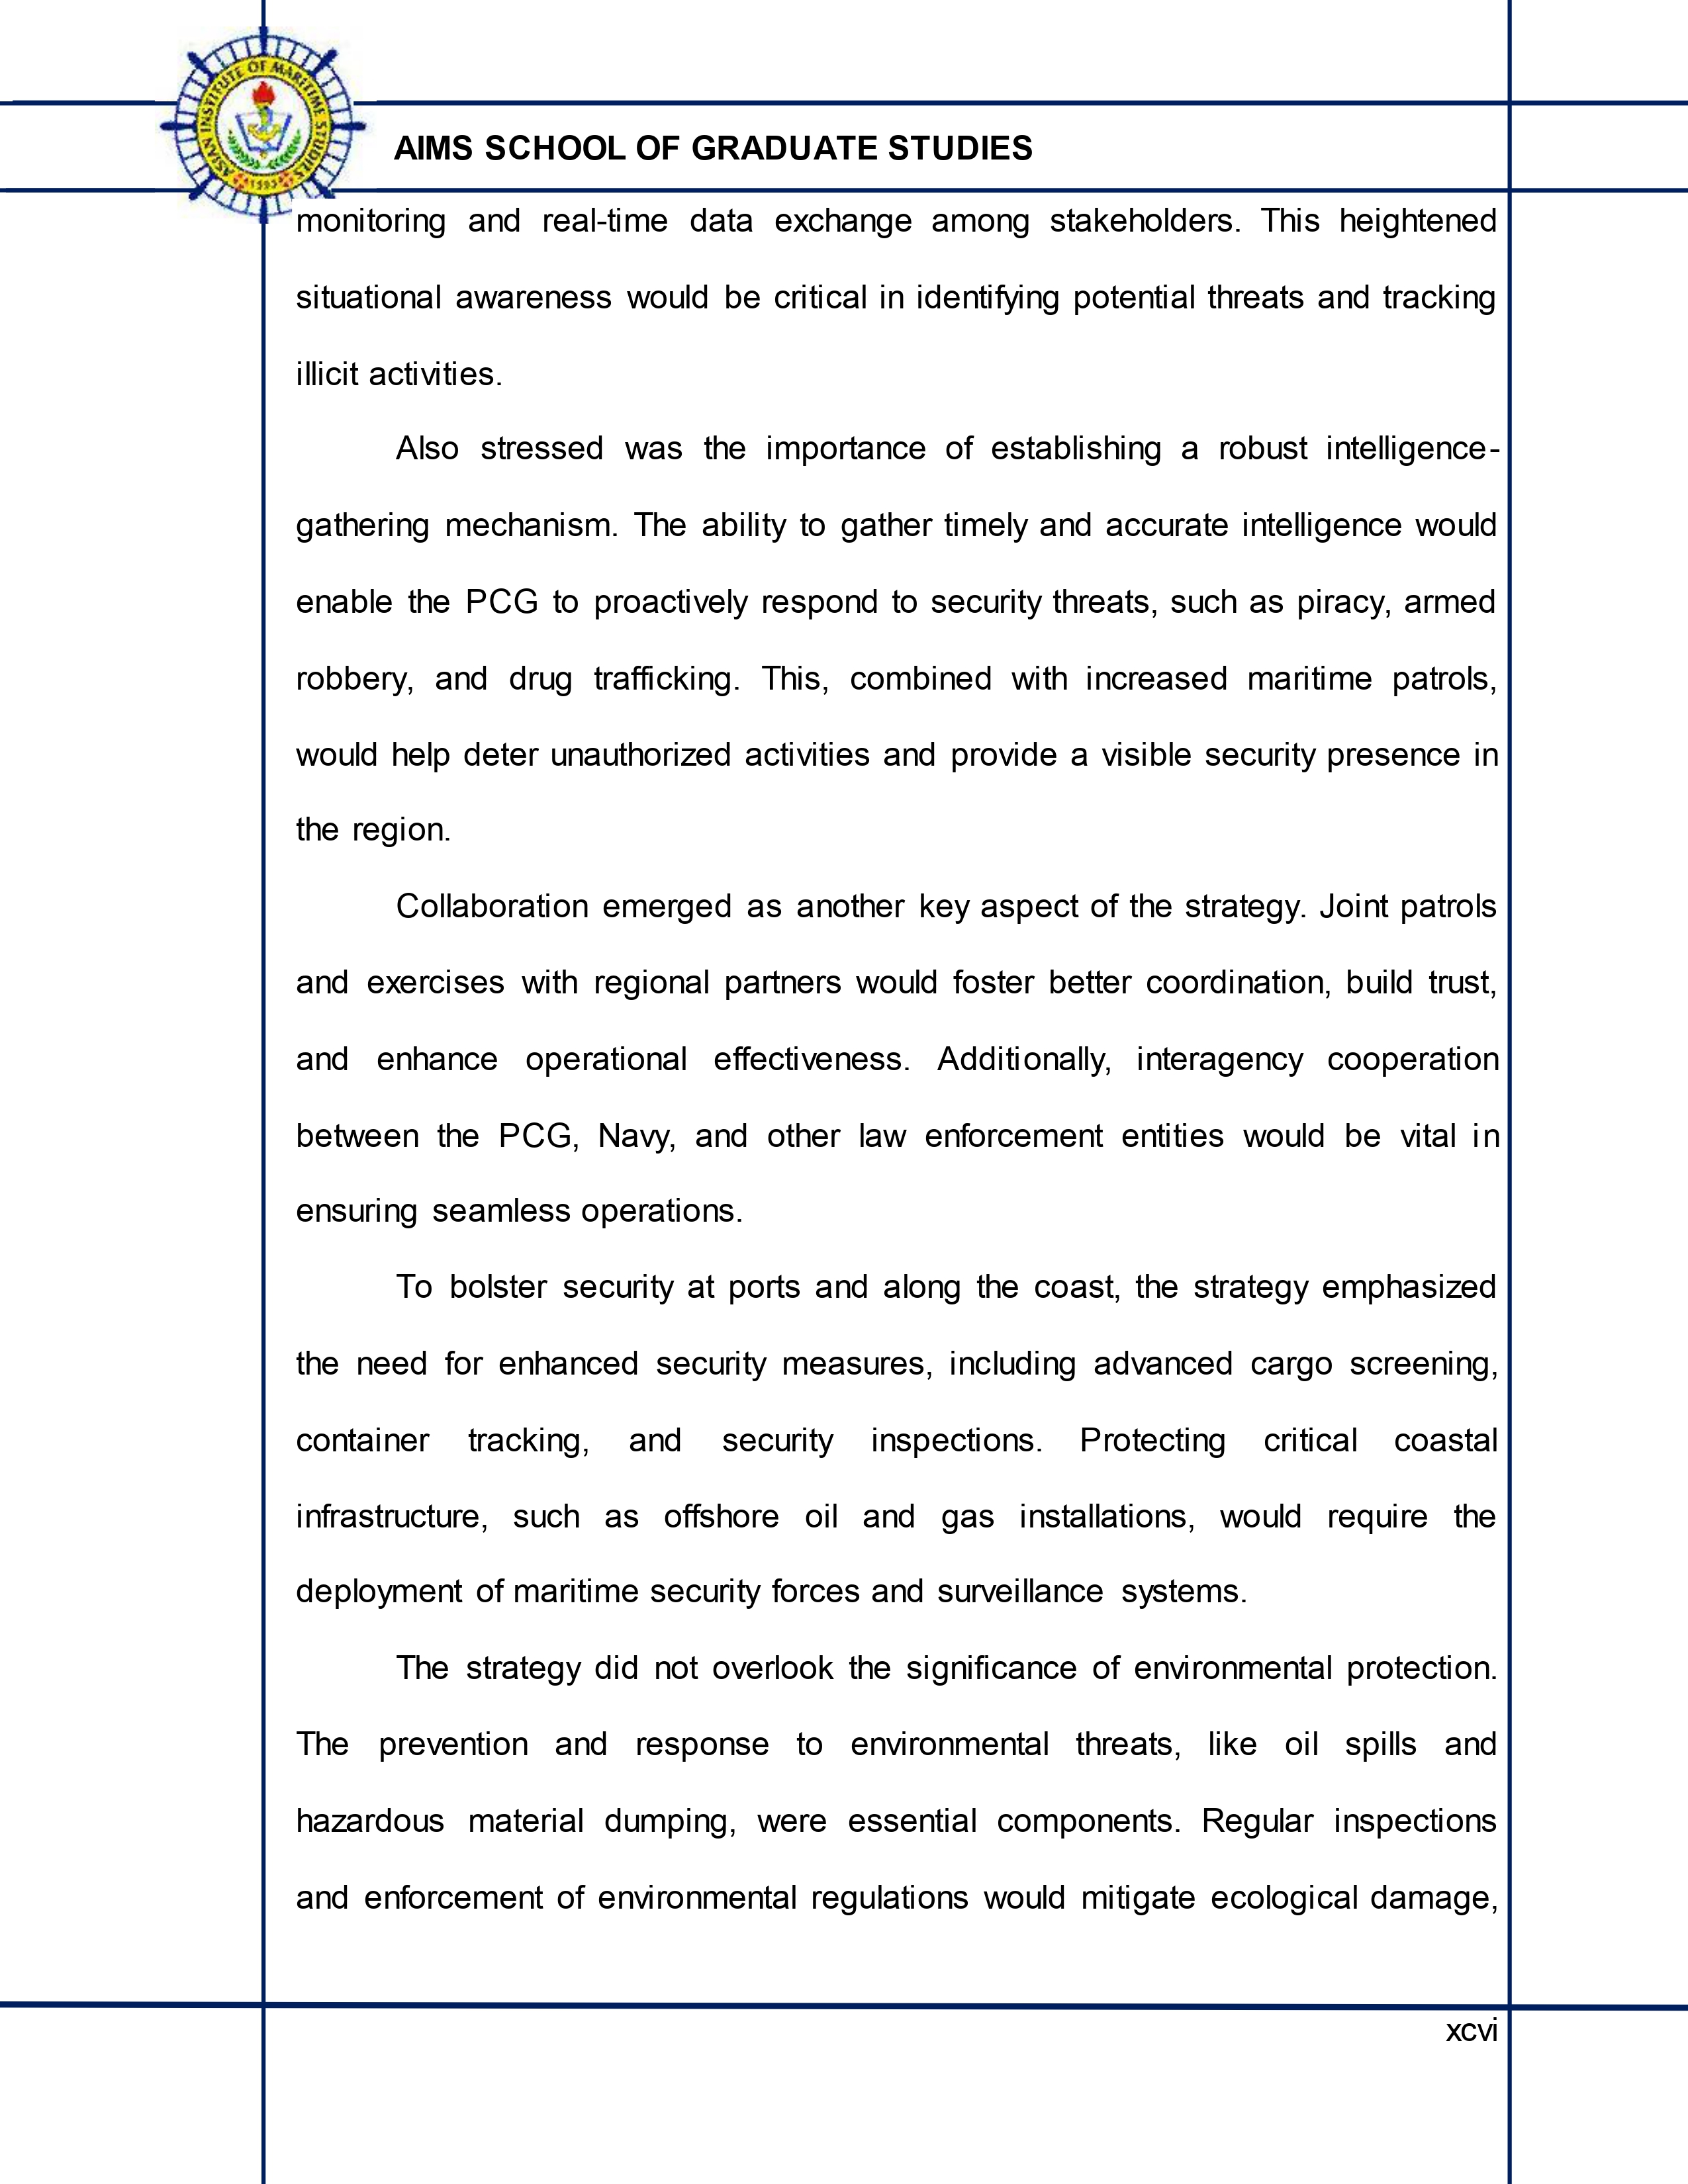 ASIAN INSTITUTE OF MARITIME STUDIES
1993
AIMS SCHOOL OF GRADUATE STUDIES
monitoring and real-time data exchange among stakeholders. This heightened
situational awareness would be critical in identifying potential threats and tracking
illicit activities.
Also stressed was the importance of establishing a robust intelligence-
gathering mechanism. The ability to gather timely and accurate intelligence would
enable the PCG to proactively respond to security threats, such as piracy, armed
robbery, and drug trafficking. This, combined with increased maritime patrols,
would help deter unauthorized activities and provide a visible security presence in
the region.
Collaboration emerged as another key aspect of the strategy. Joint patrols
and exercises with regional partners would foster better coordination, build trust,
and enhance operational effectiveness. Additionally, interagency cooperation
between the PCG, Navy, and other law enforcement entities would be vital in
ensuring seamless operations.
To bolster security at ports and along the coast, the strategy emphasized
the need for enhanced security measures, including advanced cargo screening,
container tracking, and security inspections. Protecting critical coastal
infrastructure, such as offshore oil and gas installations, would require the
deployment of maritime security forces and surveillance systems.
The strategy did not overlook the significance of environmental protection.
The prevention and response to environmental threats, like oil spills and
hazardous material dumping, were essential components. Regular inspections
and enforcement of environmental regulations would mitigate ecological damage,
xcvi